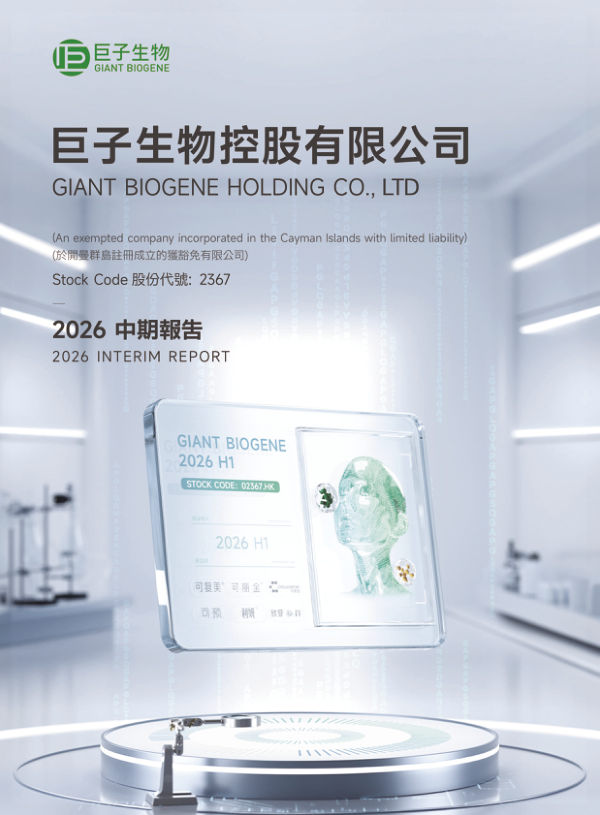 巨子生物
GIANT BIOGENE
巨子生物控股有限公司
GIANT BIOGENE HOLDING CO., LTD
(An exempted company incorporated in the Cayman Islands with limited liability)
(於開曼群島註冊成立的獲豁免有限公司)
Stock Code 股份代號: 2367
2026 中期報告
2026 INTERIM REPORT
GIANT BIOGENE
2026 H1
STOCK CODE: 02367.HK
2026 H1
可复美 可丽金